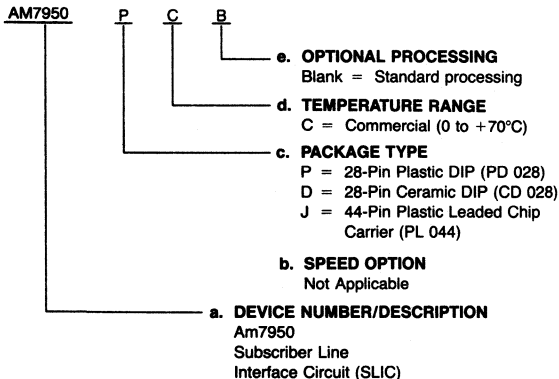 AM7950 P C B
e. OPTIONAL PROCESSING
Blank = Standard processing
d. TEMPERATURE RANGE
C = Commercial (0 to +70°C)
c. PACKAGE TYPE
P = 28-Pin Plastic DIP (PD 028)
D = 28-Pin Ceramic DIP (CD 028)
J = 44-Pin Plastic Leaded Chip
Carrier (PL 044)
b. SPEED OPTION
Not Applicable
a. DEVICE NUMBER/DESCRIPTION
Am7950
Subscriber Line
Interface Circuit (SLIC)